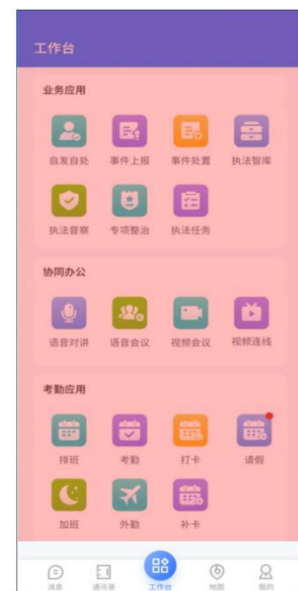 工作台
业务应用
自发自处 事件上报 事件处置 执法智库
执法督察 专项整治 执法任务
协同办公
语音对讲 语音会议 视频会议 视频连线
考勤应用
排班 考勤 打卡 请假
加班 外勤 补卡
消息 通讯录 工作台 地图 我的